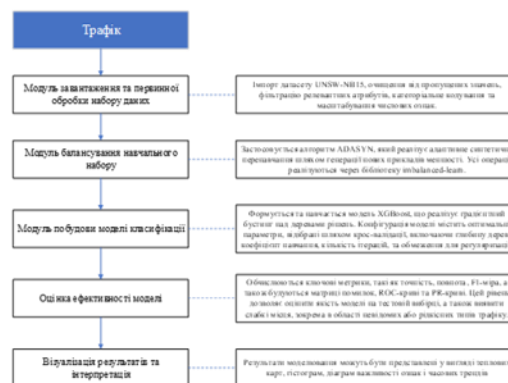 Трафік
Модуль завантаження та первинної
обробки набору даних
Імпорт датасету UNSW-NB15, очищення від пропущених значень,
фільтрацію релевантних атрибутів, категоріальне кодування та
масштабування числових ознак.
Модуль балансування навчального
набору
Застосовується алгоритм ADASYN, який реалізує адаптивне синтетичне
перенавчання шляхом генерації нових прикладів меншості. Усі операції
реалізуються через бібліотеку imbalanced-learn.
Модуль побудови моделі класифікації
Формується та навчається модель XGBoost, що реалізує градієнтний
бустинг над деревами рішень. Конфігурація моделі містить оптимальні
параметри, відібрані шляхом крос-валідації, включаючи глибину дерев,
коефіцієнт навчання, кількість ітерацій, та обмеження для регуляризації
Оцінка ефективності моделі
Обчислюються ключові метрики, такі як точність, повнота, F1-міра, а
також будуються матриці помилок, ROC-криві та PR-криві. Цей рівень
дозволяє оцінити якість моделі на тестовій вибірці, а також виявити
слабкі місця, зокрема в області невідомих або рідкісних типів трафіку.
Візуалізація результатів та
інтерпретація
Результати моделювання можуть бути представлені у вигляді теплових
карт, гістограм, діаграм важливості ознак і часових трендів